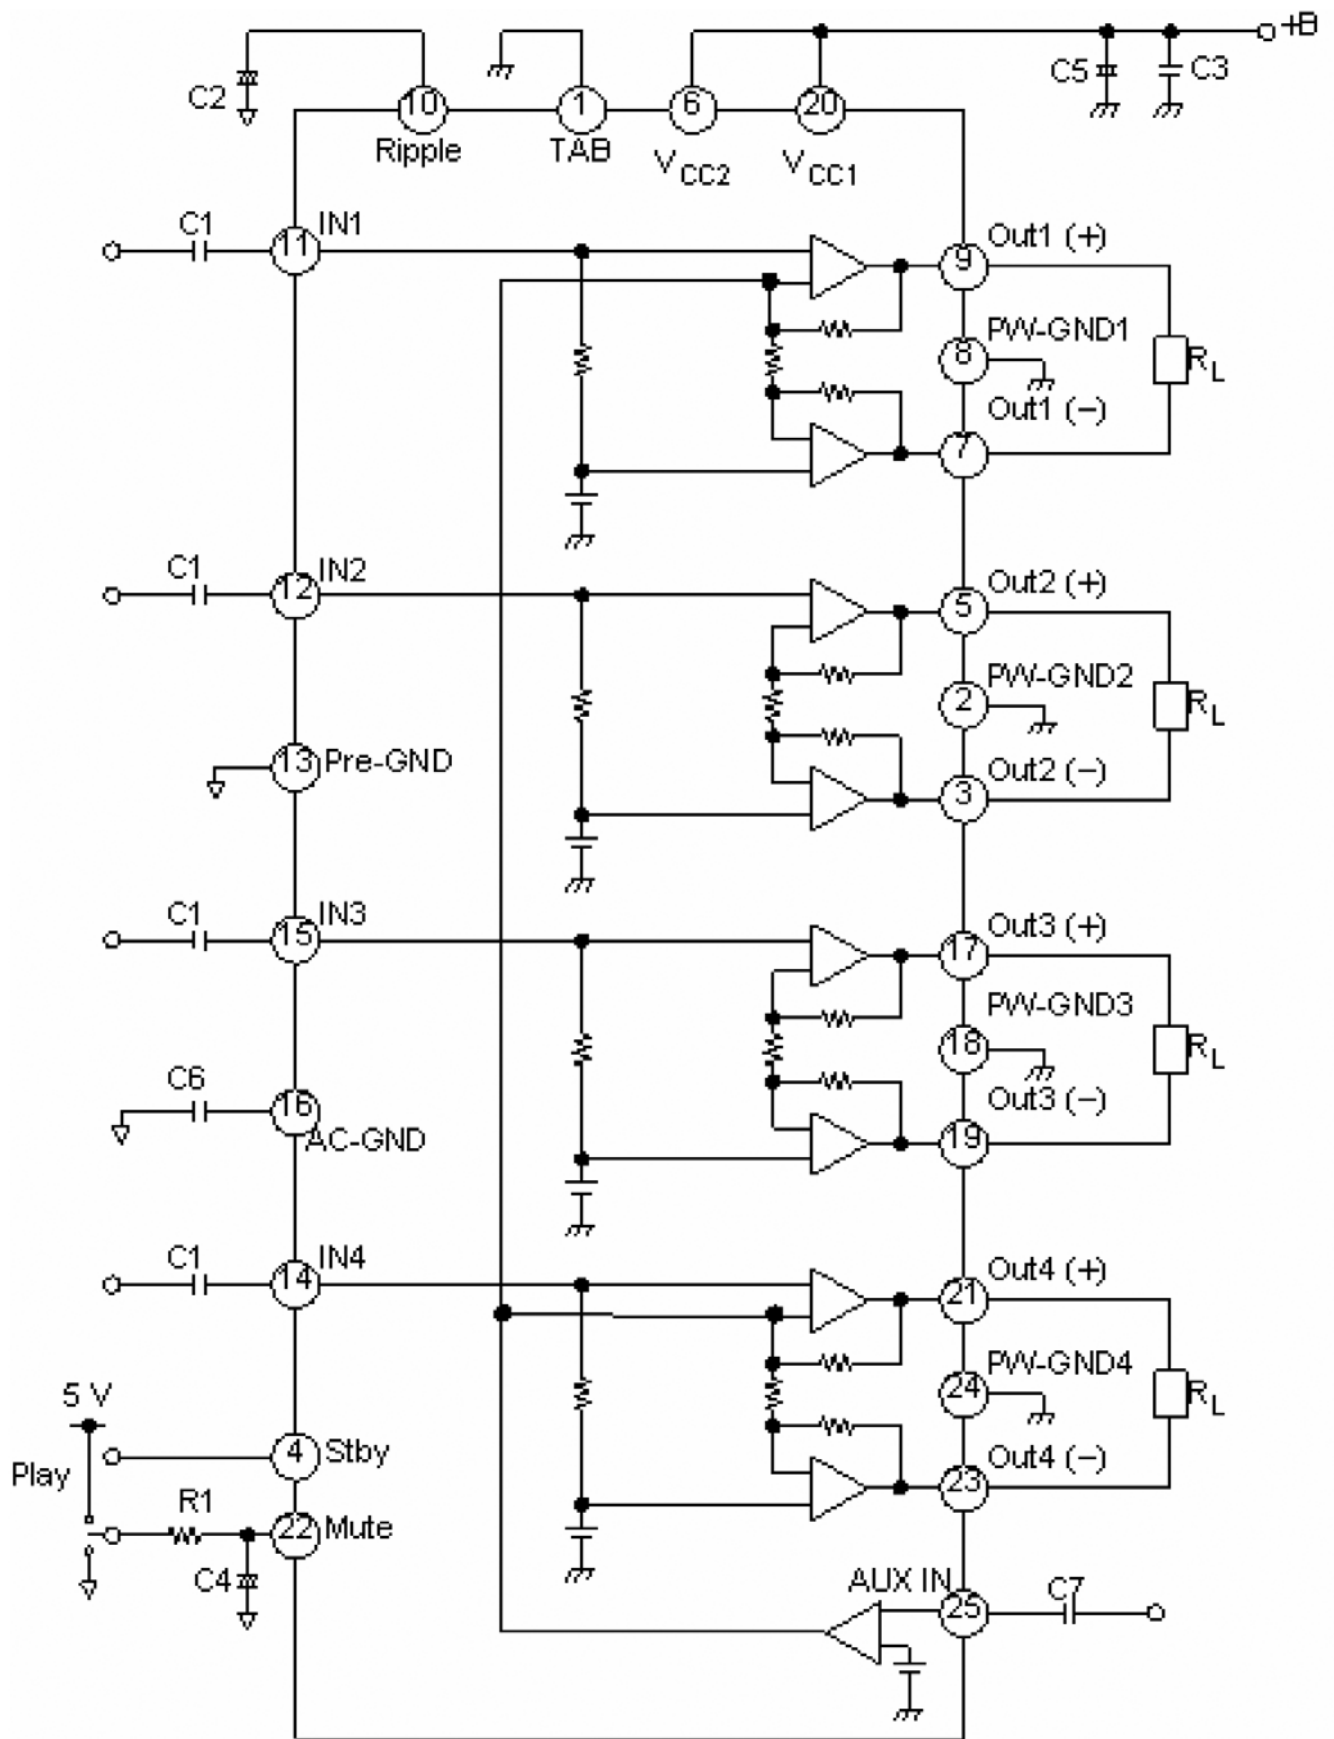 +B
C2
C5
C3
10
1
6
20
Ripple
TAB
VCC2
VCC1
C1
11
IN1
Out1 (+)
9
PW-GND1
8
RL
Out1 (−)
7
C1
12
IN2
Out2 (+)
5
PW-GND2
2
RL
13
Pre-GND
Out2 (−)
3
C1
15
IN3
Out3 (+)
17
PW-GND3
18
RL
C6
16
AC-GND
Out3 (−)
19
C1
14
IN4
Out4 (+)
21
PW-GND4
24
RL
5 V
Play
4
Stby
Out4 (−)
23
R1
22
Mute
C4
AUX IN
25
C7